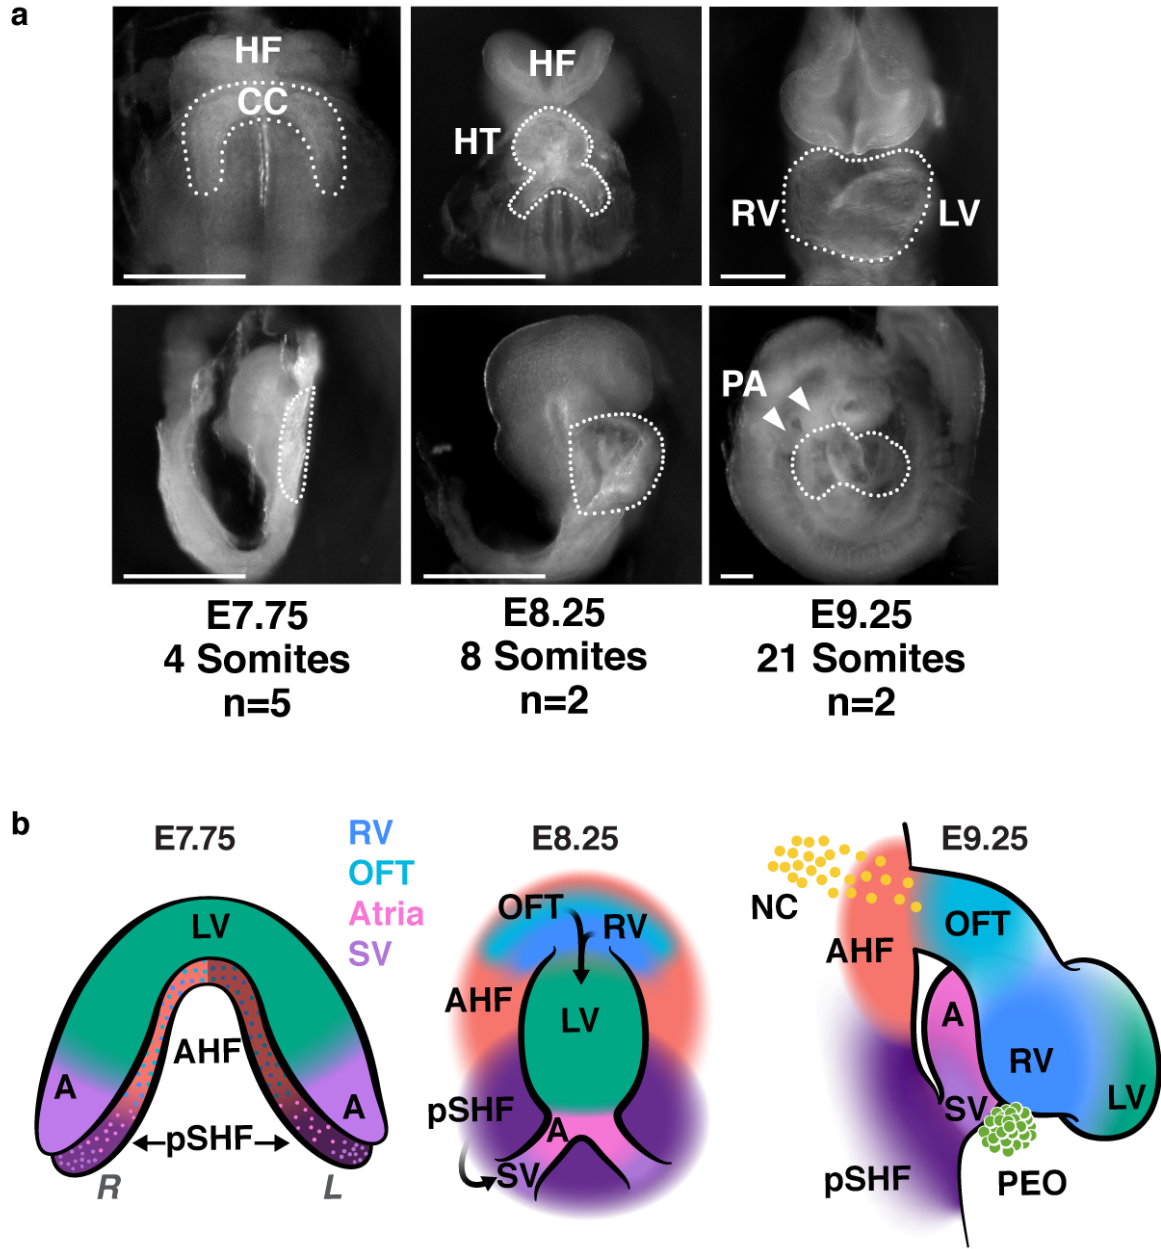 a
HF
CC
HF
HT
RV
LV
PA
E7.75
4 Somites
n=5
E8.25
8 Somites
n=2
E9.25
21 Somites
n=2
b
E7.75
LV
A
AHF
A
pSHF
R
L
RV
OFT
Atria
SV
E8.25
OFT
RV
AHF
LV
pSHF
A
SV
E9.25
NC
OFT
AHF
A
RV
LV
SV
pSHF
PEO